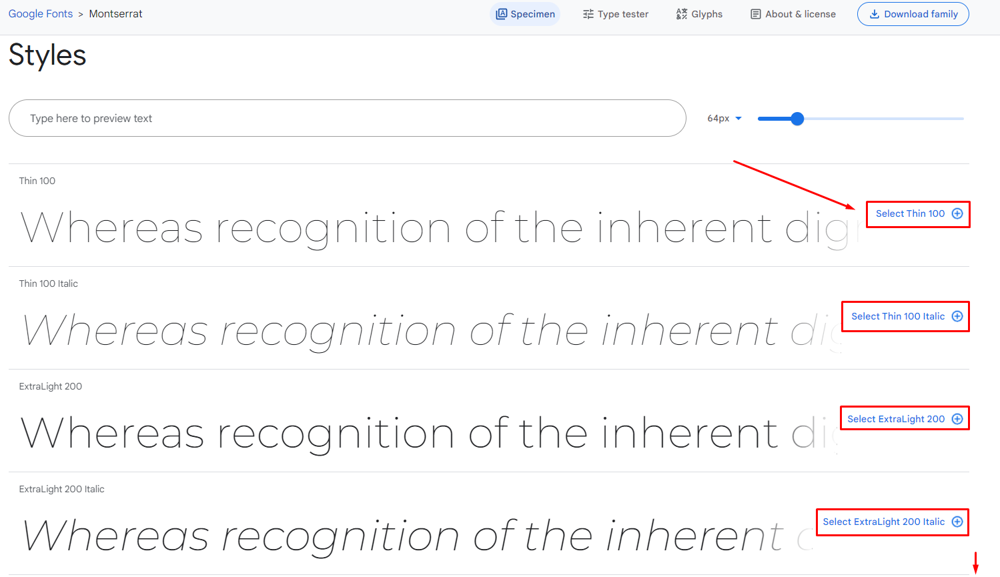 Google Fonts > Montserrat
Specimen
Type tester
Glyphs
About & license
Download family
Styles
Type here to preview text
64px
Thin 100
Whereas recognition of the inherent dig
Select Thin 100
Thin 100 Italic
Whereas recognition of the inherent dig
Select Thin 100 Italic
ExtraLight 200
Whereas recognition of the inherent dig
Select ExtraLight 200
ExtraLight 200 Italic
Whereas recognition of the inherent
Select ExtraLight 200 Italic